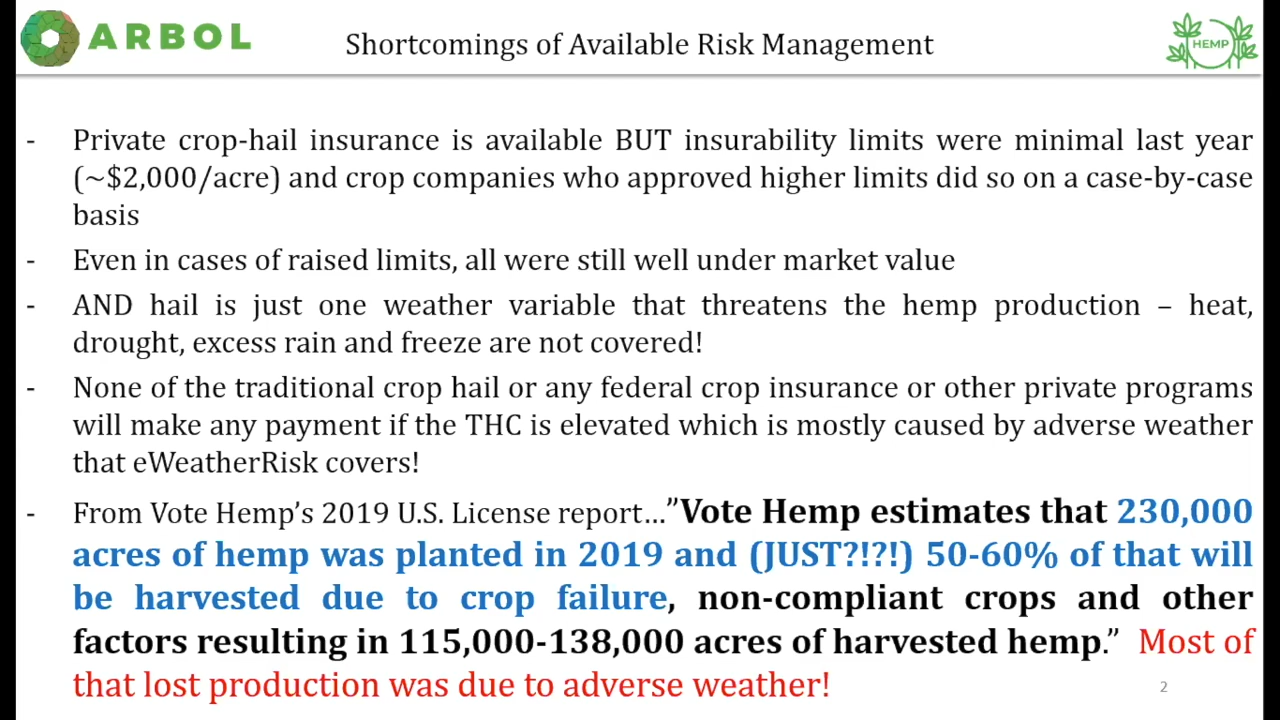 ARBOL
Shortcomings of Available Risk Management
HEMP
- Private crop-hail insurance is available BUT insurability limits were minimal last year
(~$2,000/acre) and crop companies who approved higher limits did so on a case-by-case
basis
- Even in cases of raised limits, all were still well under market value
- AND hail is just one weather variable that threatens the hemp production – heat,
drought, excess rain and freeze are not covered!
- None of the traditional crop hail or any federal crop insurance or other private programs
will make any payment if the THC is elevated which is mostly caused by adverse weather
that eWeatherRisk covers!
- From Vote Hemp’s 2019 U.S. License report…”Vote Hemp estimates that 230,000
acres of hemp was planted in 2019 and (JUST?!?!) 50-60% of that will
be harvested due to crop failure, non-compliant crops and other
factors resulting in 115,000-138,000 acres of harvested hemp.” Most of
that lost production was due to adverse weather!
2